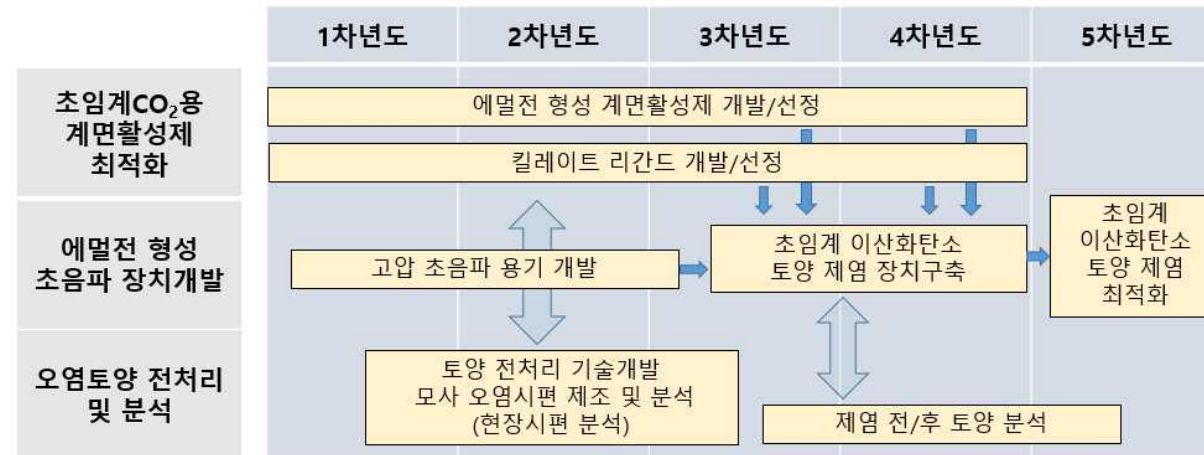 1차년도 2차년도 3차년도 4차년도 5차년도
초임계CO₂용
계면활성제
최적화
에멀전 형성 계면활성제 개발/선정
킬레이트 리간드 개발/선정
에멀전 형성
초음파 장치개발
고압 초음파 용기 개발
초임계 이산화탄소
토양 제염 장치구축
초임계
이산화탄소
토양 제염
최적화
오염토양 전처리
및 분석
토양 전처리 기술개발
모사 오염시편 제조 및 분석
(현장시편 분석)
제염 전/후 토양 분석